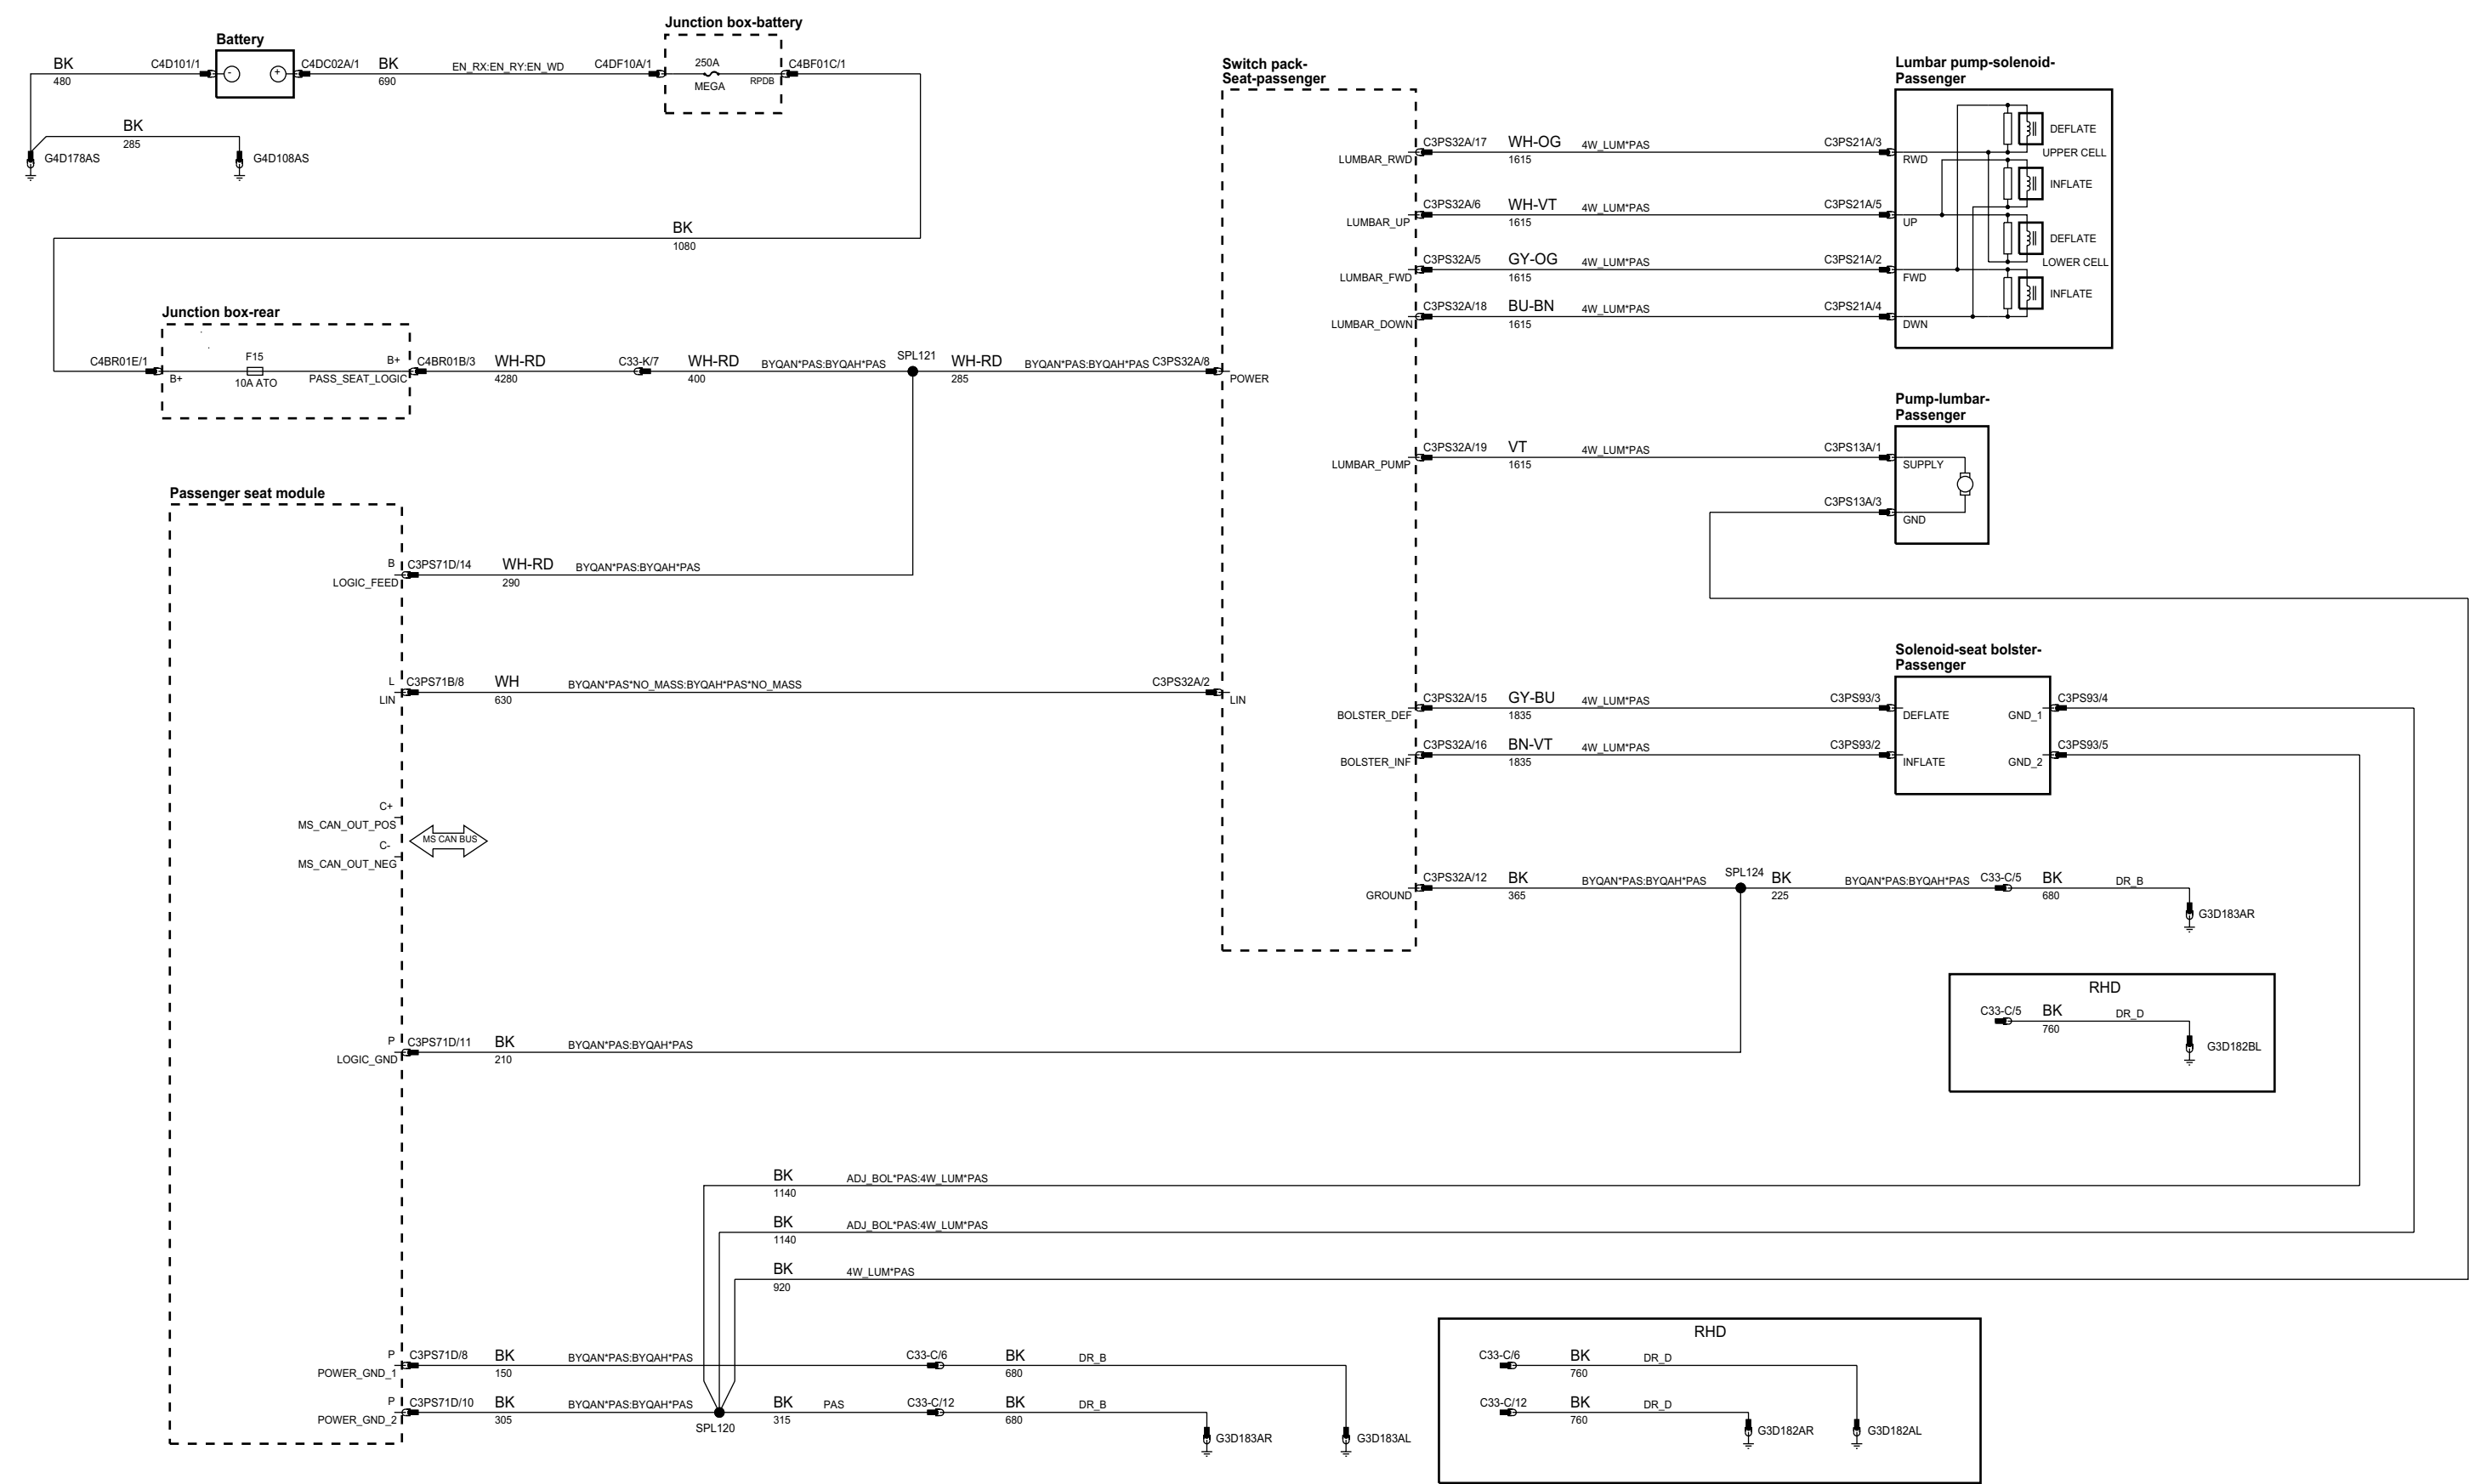 Junction box-battery
Battery
BK
480
C4D101/1
-
+
C4DC02A/1
BK
690
EN_RX:EN_RY:EN_WD
C4DF10A/1
250A
MEGA
RPDB
C4BF01C/1
BK
285
G4D178AS
G4D108AS
BK
1080
Junction box-rear
C4BR01E/1
B+
F15
10A ATO
B+
PASS_SEAT_LOGIC
C4BR01B/3
WH-RD
4280
C33-K/7
WH-RD
400
BYQAN*PAS:BYQAH*PAS
SPL121
WH-RD
285
BYQAN*PAS:BYQAH*PAS
C3PS32A/8
POWER
Switch pack-
Seat-passenger
LUMBAR_RWD
C3PS32A/17
WH-OG
1615
4W_LUM*PAS
C3PS21A/3
RWD
LUMBAR_UP
C3PS32A/6
WH-VT
1615
4W_LUM*PAS
C3PS21A/5
UP
LUMBAR_FWD
C3PS32A/5
GY-OG
1615
4W_LUM*PAS
C3PS21A/2
FWD
LUMBAR_DOWN
C3PS32A/18
BU-BN
1615
4W_LUM*PAS
C3PS21A/4
DWN
Lumbar pump-solenoid-
Passenger
DEFLATE
UPPER CELL
INFLATE
DEFLATE
LOWER CELL
INFLATE
Pump-lumbar-
Passenger
LUMBAR_PUMP
C3PS32A/19
VT
1615
4W_LUM*PAS
C3PS13A/1
SUPPLY
C3PS13A/3
GND
Passenger seat module
B
LOGIC_FEED
C3PS71D/14
WH-RD
290
BYQAN*PAS:BYQAH*PAS
L
LIN
C3PS71B/8
WH
630
BYQAN*PAS*NO_MASS:BYQAH*PAS*NO_MASS
C3PS32A/2
LIN
Solenoid-seat bolster-
Passenger
BOLSTER_DEF
C3PS32A/15
GY-BU
1835
4W_LUM*PAS
C3PS93/3
DEFLATE
GND_1
C3PS93/4
BOLSTER_INF
C3PS32A/16
BN-VT
1835
4W_LUM*PAS
C3PS93/2
INFLATE
GND_2
C3PS93/5
C+
MS_CAN_OUT_POS
C-
MS_CAN_OUT_NEG
MS CAN BUS
GROUND
C3PS32A/12
BK
365
BYQAN*PAS:BYQAH*PAS
SPL124
BK
225
BYQAN*PAS:BYQAH*PAS
C33-C/5
BK
680
DR_B
G3D183AR
RHD
C33-C/5
BK
760
DR_D
G3D182BL
P
LOGIC_GND
C3PS71D/11
BK
210
BYQAN*PAS:BYQAH*PAS
BK
1140
ADJ_BOL*PAS:4W_LUM*PAS
BK
1140
ADJ_BOL*PAS:4W_LUM*PAS
BK
920
4W_LUM*PAS
P
POWER_GND_1
C3PS71D/8
BK
150
BYQAN*PAS:BYQAH*PAS
C33-C/6
BK
680
DR_B
P
POWER_GND_2
C3PS71D/10
BK
305
BYQAN*PAS:BYQAH*PAS
SPL120
BK
315
PAS
C33-C/12
BK
680
DR_B
G3D183AR
G3D183AL
RHD
C33-C/6
BK
760
DR_D
C33-C/12
BK
760
DR_D
G3D182AR
G3D182AL